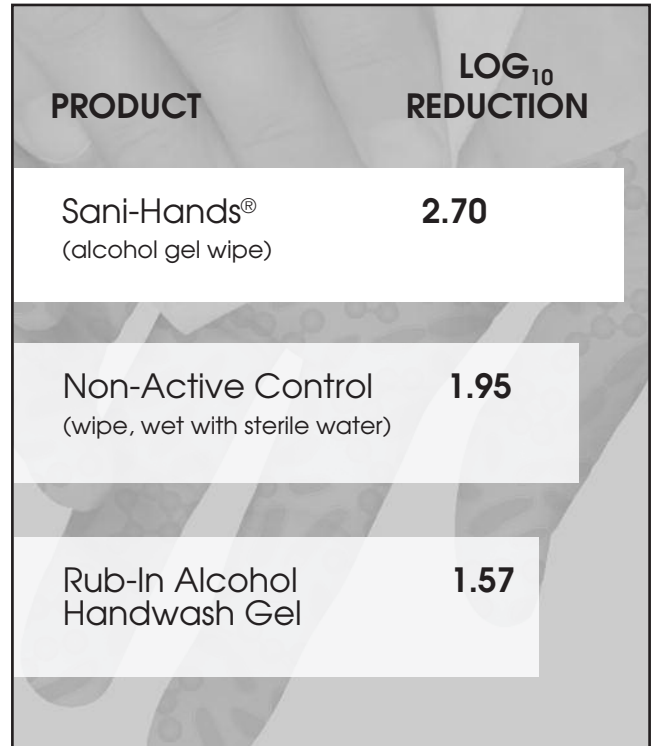 PRODUCT
LOG₁₀
REDUCTION
Sani-Hands® 2.70
(alcohol gel wipe)
Non-Active Control 1.95
(wipe, wet with sterile water)
Rub-In Alcohol 1.57
Handwash Gel